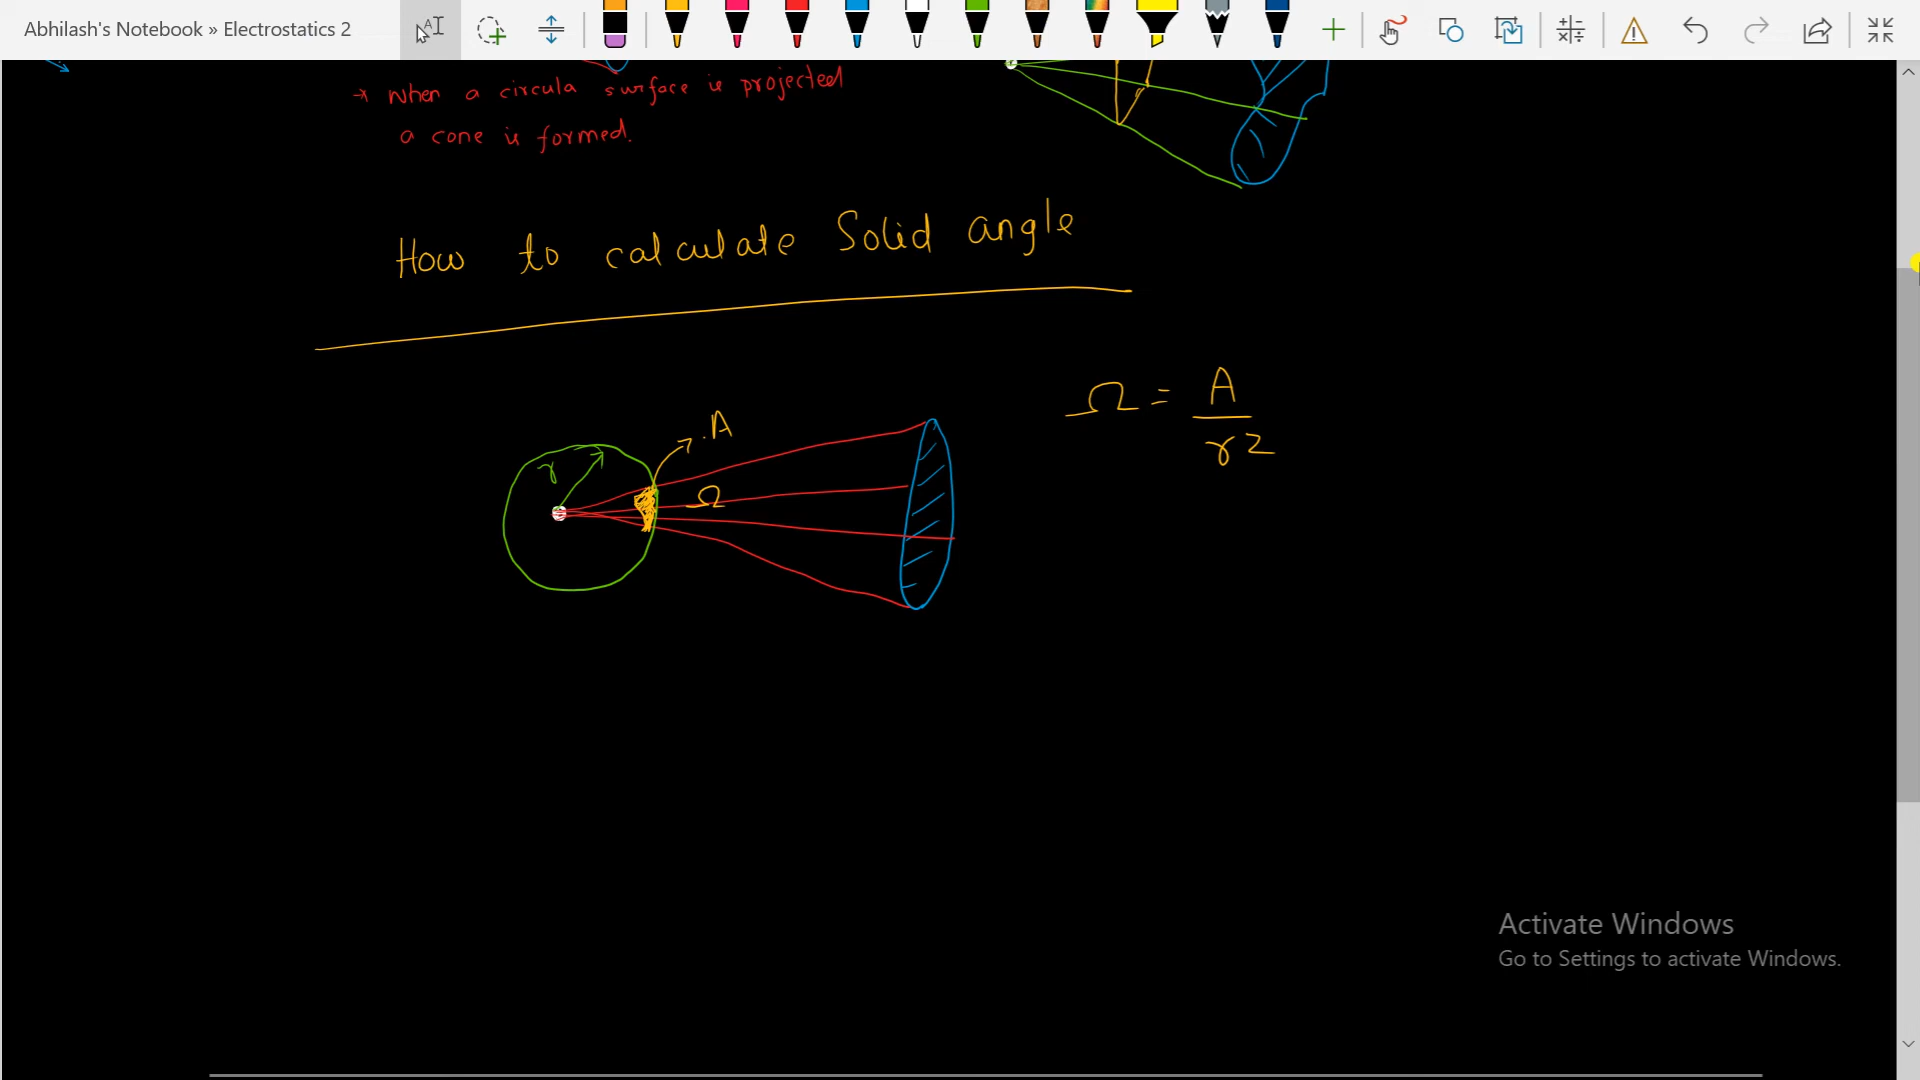 Abhilash's Notebook » Electrostatics 2
→ When a circula surface is projected
a cone is formed.
How to calculate Solid angle
Ω = A
r2
.A
r
Ω
Activate Windows
Go to Settings to activate Windows.